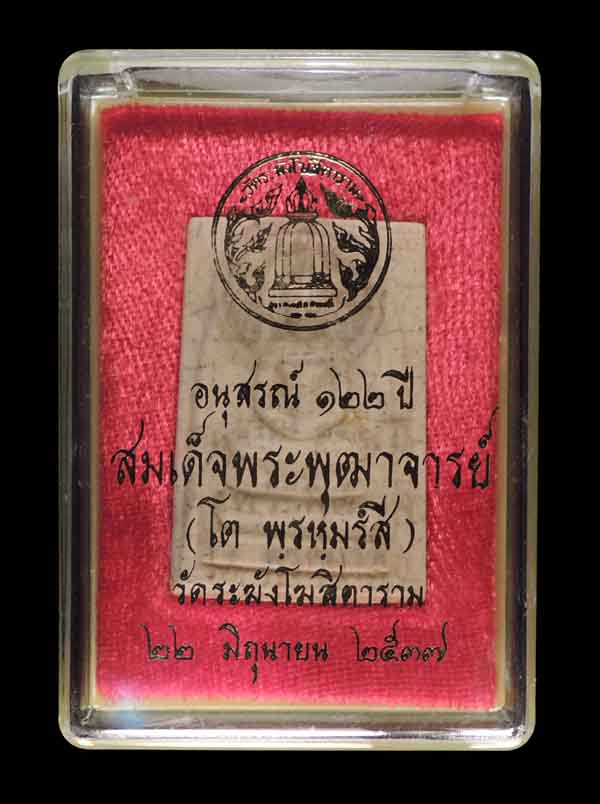 อนุสรณ์ ๑๒๒ ปี
สมเด็จพระพุฒาจารย์
(โต พฺรหฺมรํสี)
วัดระฆังโฆสิตาราม
๒๒ มิถุนายน ๒๕๓๗